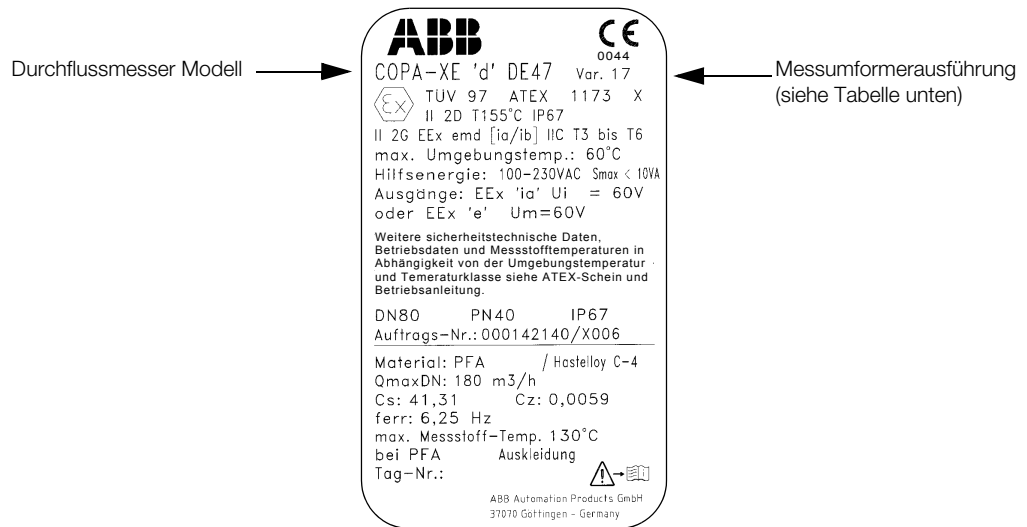 ABB CE
0044
Durchflussmesser Modell
COPA-XE 'd' DE47 Var. 17
Messumformerausführung
(siehe Tabelle unten)
Ex TÜV 97 ATEX 1173 X
II 2D T155°C IP67
II 2G EEx emd [ia/ib] IIC T3 bis T6
max. Umgebungstemp.: 60°C
Hilfsenergie: 100-230VAC Smax < 10VA
Ausgänge: EEx 'ia' Ui = 60V
oder EEx 'e' Um=60V
Weitere sicherheitstechnische Daten,
Betriebsdaten und Messstofftemperaturen in
Abhängigkeit von der Umgebungstemperatur
und Temeraturklasse siehe ATEX-Schein und
Betriebsanleitung.
DN80 PN40 IP67
Auftrags-Nr.: 000142140/X006
Material: PFA / Hastelloy C-4
QmaxDN: 180 m3/h
Cs: 41,31 Cz: 0,0059
ferr: 6,25 Hz
max. Messstoff-Temp. 130°C
bei PFA Auskleidung
Tag-Nr.:
ABB Automation Products GmbH
37070 Göttingen - Germany